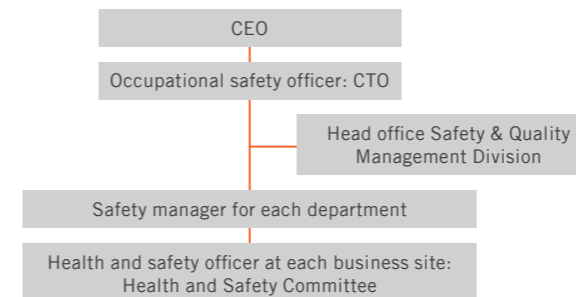 CEO
Occupational safety officer: CTO
Head office Safety & Quality
Management Division
Safety manager for each department
Health and safety officer at each business site:
Health and Safety Committee